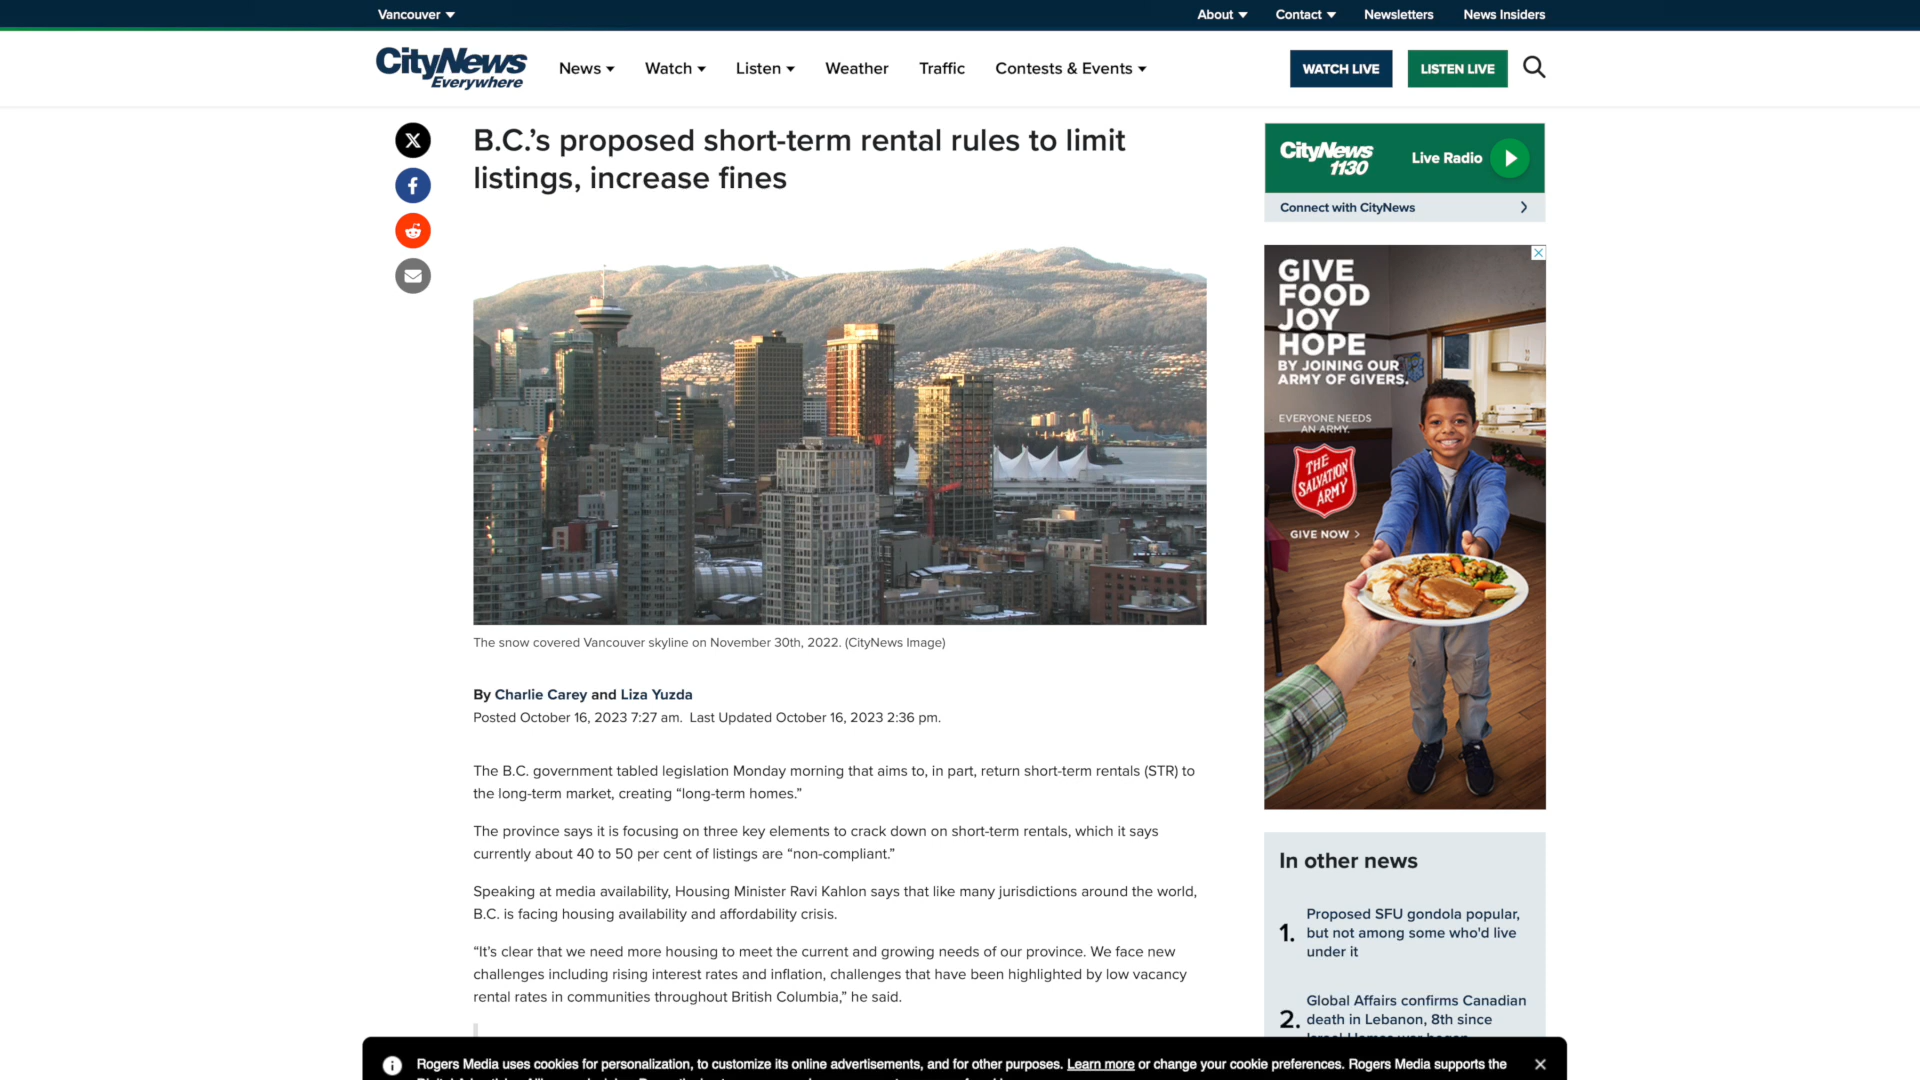 Vancouver
About
Contact
Newsletters
News Insiders
CityNews
Everywhere
News
Watch
Listen
Weather
Traffic
Contests & Events
WATCH LIVE
LISTEN LIVE
B.C.’s proposed short-term rental rules to limit
listings, increase fines
The snow covered Vancouver skyline on November 30th, 2022. (CityNews Image)
By Charlie Carey and Liza Yuzda
Posted October 16, 2023 7:27 am. Last Updated October 16, 2023 2:36 pm.
The B.C. government tabled legislation Monday morning that aims to, in part, return short-term rentals (STR) to
the long-term market, creating “long-term homes.”
The province says it is focusing on three key elements to crack down on short-term rentals, which it says
currently about 40 to 50 per cent of listings are “non-compliant.”
Speaking at media availability, Housing Minister Ravi Kahlon says that like many jurisdictions around the world,
B.C. is facing housing availability and affordability crisis.
“It’s clear that we need more housing to meet the current and growing needs of our province. We face new
challenges including rising interest rates and inflation, challenges that have been highlighted by low vacancy
rental rates in communities throughout British Columbia,” he said.
CityNews
1130
Live Radio
Connect with CityNews
GIVE
FOOD
JOY
HOPE
BY JOINING OUR
ARMY OF GIVERS.
EVERYONE NEEDS
AN ARMY.
THE
SALVATION
ARMY
GIVE NOW >
In other news
1.
Proposed SFU gondola popular,
but not among some who'd live
under it
2.
Global Affairs confirms Canadian
death in Lebanon, 8th since
Rogers Media uses cookies for personalization, to customize its online advertisements, and for other purposes. Learn more or change your cookie preferences. Rogers Media supports the